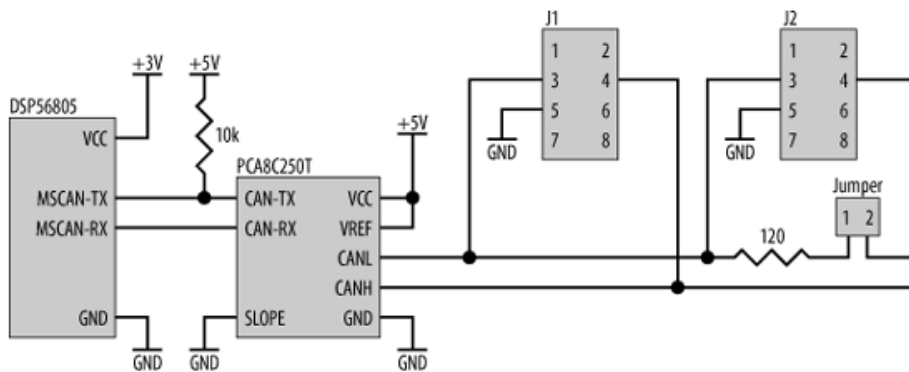 J1
J2
1 2
3 4
5 6
7 8
GND
1 2
3 4
5 6
7 8
GND
+3V
+5V
DSP56805
VCC
10k
+5V
PCA8C250T
MSCAN-TX
CAN-TX
VCC
MSCAN-RX
CAN-RX
VREF
CANL
CANH
GND
SLOPE
GND
GND
GND
GND
Jumper
1 2
120